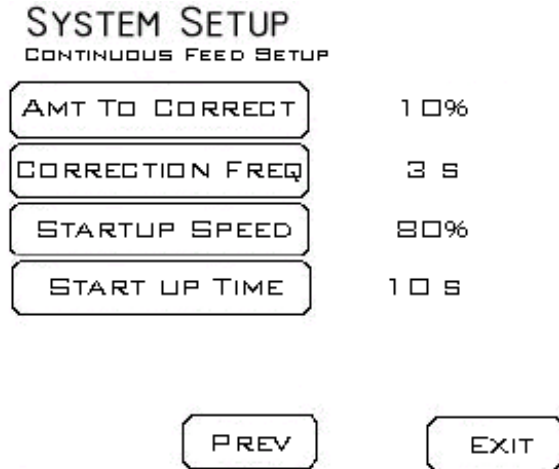 SYSTEM SETUP
CONTINUOUS FEED SETUP
AMT TO CORRECT 10%
CORRECTION FREQ 3 S
STARTUP SPEED 80%
START UP TIME 10 S
PREV EXIT